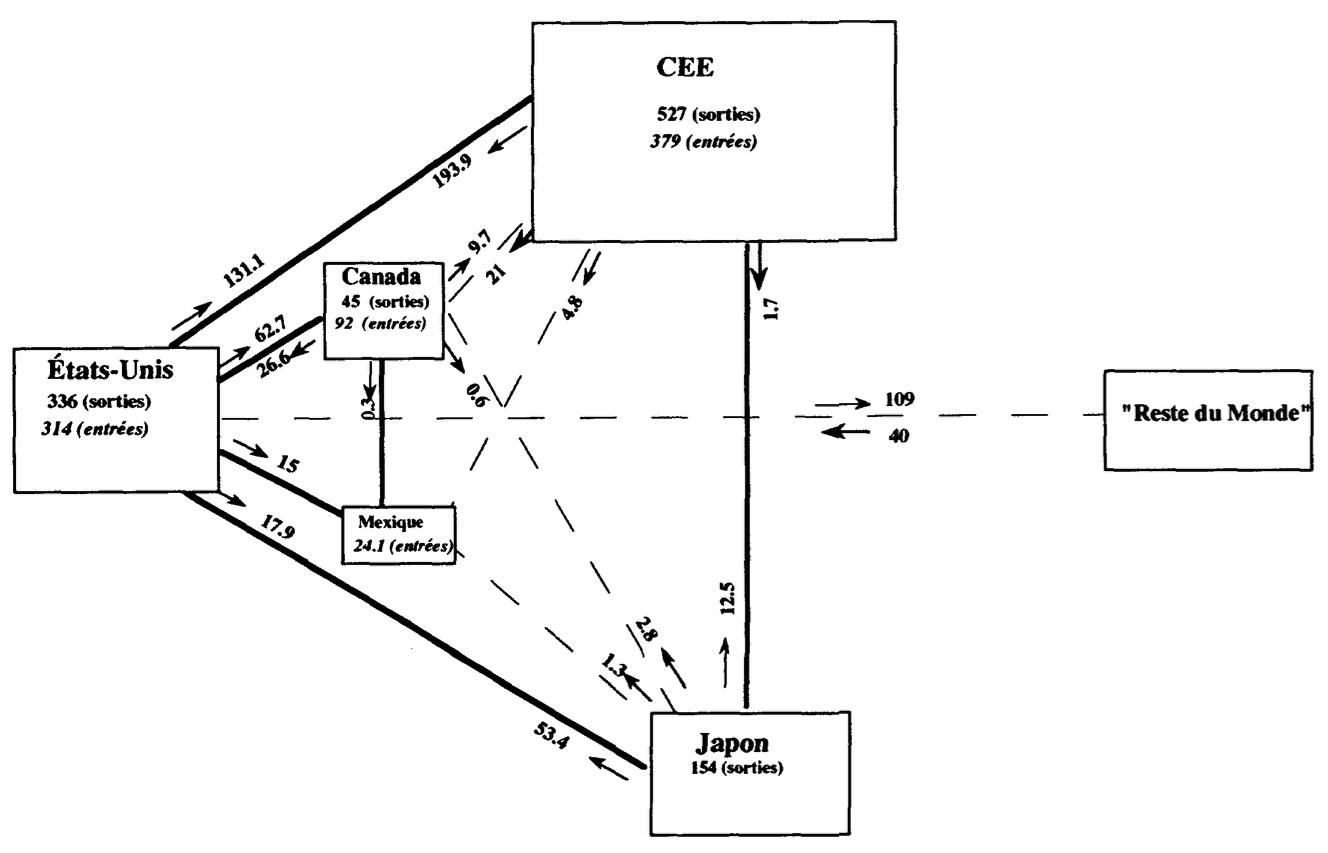 CEE
527 (sorties)
379 (entrées)
193.9
131.1
9.7
21
Canada
45 (sorties)
92 (entrées)
4.8
1.7
62.7
26.6
États-Unis
336 (sorties)
314 (entrées)
0.3
0.6
109
40
"Reste du Monde"
15
17.9
Mexique
24.1 (entrées)
12.5
2.8
1.3
53.4
Japon
154 (sorties)